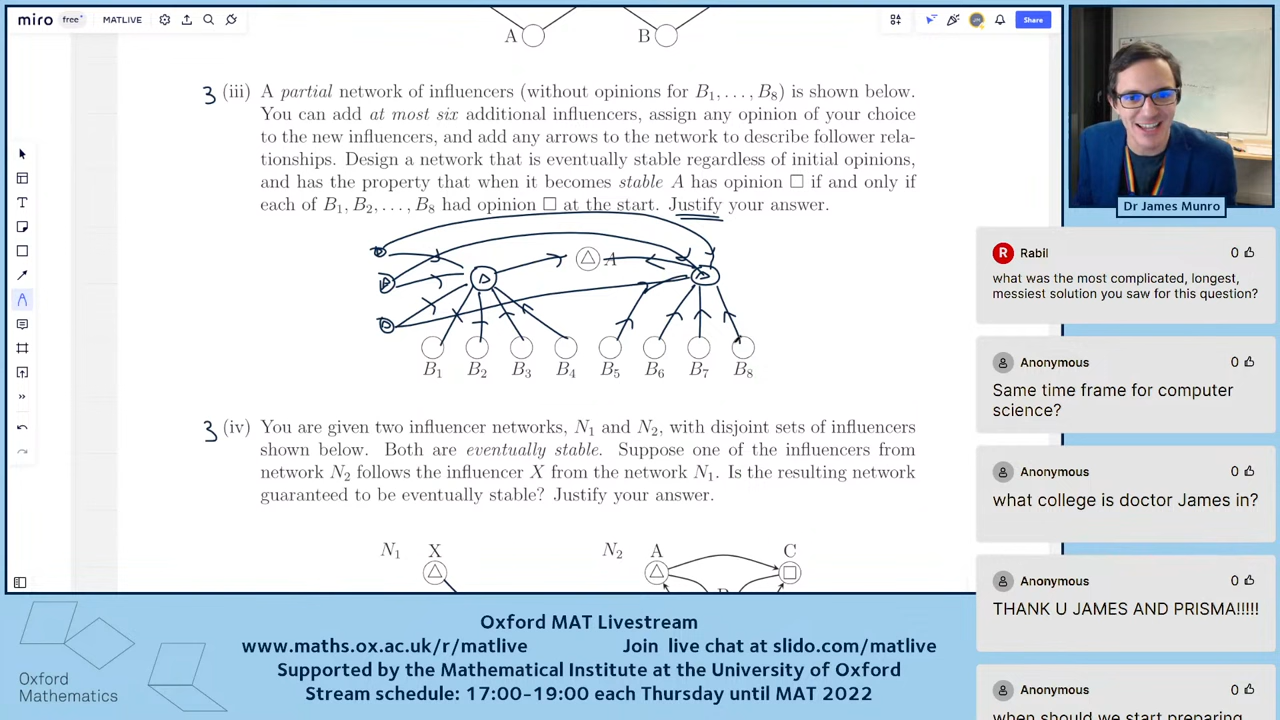 miro free MATLIVE Share
A B
3 (iii) A partial network of influencers (without opinions for B1, . . . , B8) is shown below.
You can add at most six additional influencers, assign any opinion of your choice
to the new influencers, and add any arrows to the network to describe follower rela-
tionships. Design a network that is eventually stable regardless of initial opinions,
and has the property that when it becomes stable A has opinion □ if and only if
each of B1, B2, . . . , B8 had opinion □ at the start. Justify your answer.
A
B1 B2 B3 B4 B5 B6 B7 B8
3 (iv) You are given two influencer networks, N1 and N2, with disjoint sets of influencers
shown below. Both are eventually stable. Suppose one of the influencers from
network N2 follows the influencer X from the network N1. Is the resulting network
guaranteed to be eventually stable? Justify your answer.
N1 X N2 A C
Dr James Munro
R Rabil 0
what was the most complicated, longest,
messiest solution you saw for this question?
Anonymous 0
Same time frame for computer
science?
Anonymous 0
what college is doctor James in?
Anonymous 0
THANK U JAMES AND PRISMA!!!!!
Anonymous 0
when should we start preparing
Oxford
Mathematics
Oxford MAT Livestream
www.maths.ox.ac.uk/r/matlive Join live chat at slido.com/matlive
Supported by the Mathematical Institute at the University of Oxford
Stream schedule: 17:00-19:00 each Thursday until MAT 2022